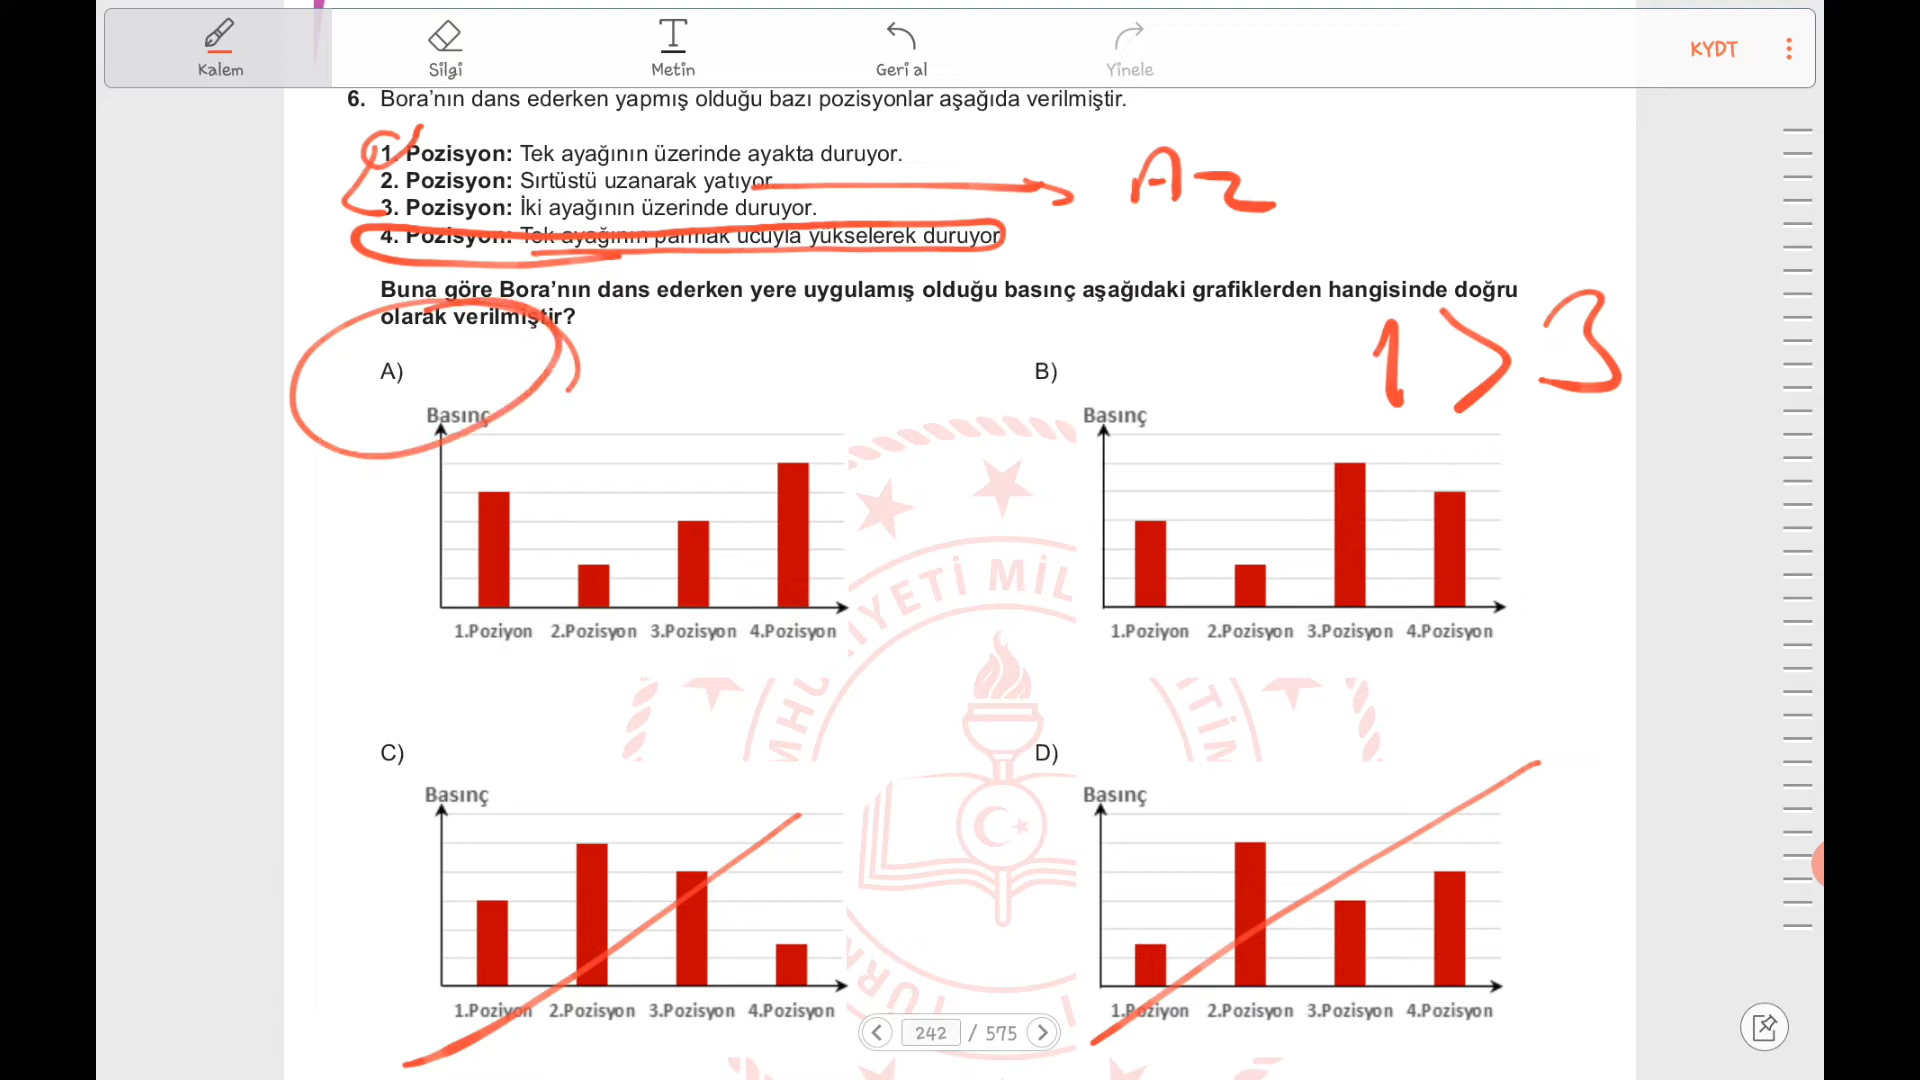 Kalem
Silgi
Metin
Geri al
Yinele
KYDT
6. Bora'nın dans ederken yapmış olduğu bazı pozisyonlar aşağıda verilmiştir.
1. Pozisyon: Tek ayağının üzerinde ayakta duruyor.
2. Pozisyon: Sırtüstü uzanarak yatıyor.
3. Pozisyon: İki ayağının üzerinde duruyor.
4. Pozisyon: Tek ayağının parmak ucuyla yükselerek duruyor
Az
Buna göre Bora'nın dans ederken yere uygulamış olduğu basınç aşağıdaki grafiklerden hangisinde doğru
olarak verilmiştir?
1 > 3
A)
Basınç
1.Poziyon 2.Pozisyon 3.Pozisyon 4.Pozisyon
B)
Basınç
1.Poziyon 2.Pozisyon 3.Pozisyon 4.Pozisyon
C)
Basınç
1.Poziyon 2.Pozisyon 3.Pozisyon 4.Pozisyon
D)
Basınç
1.Poziyon 2.Pozisyon 3.Pozisyon 4.Pozisyon
242 / 575